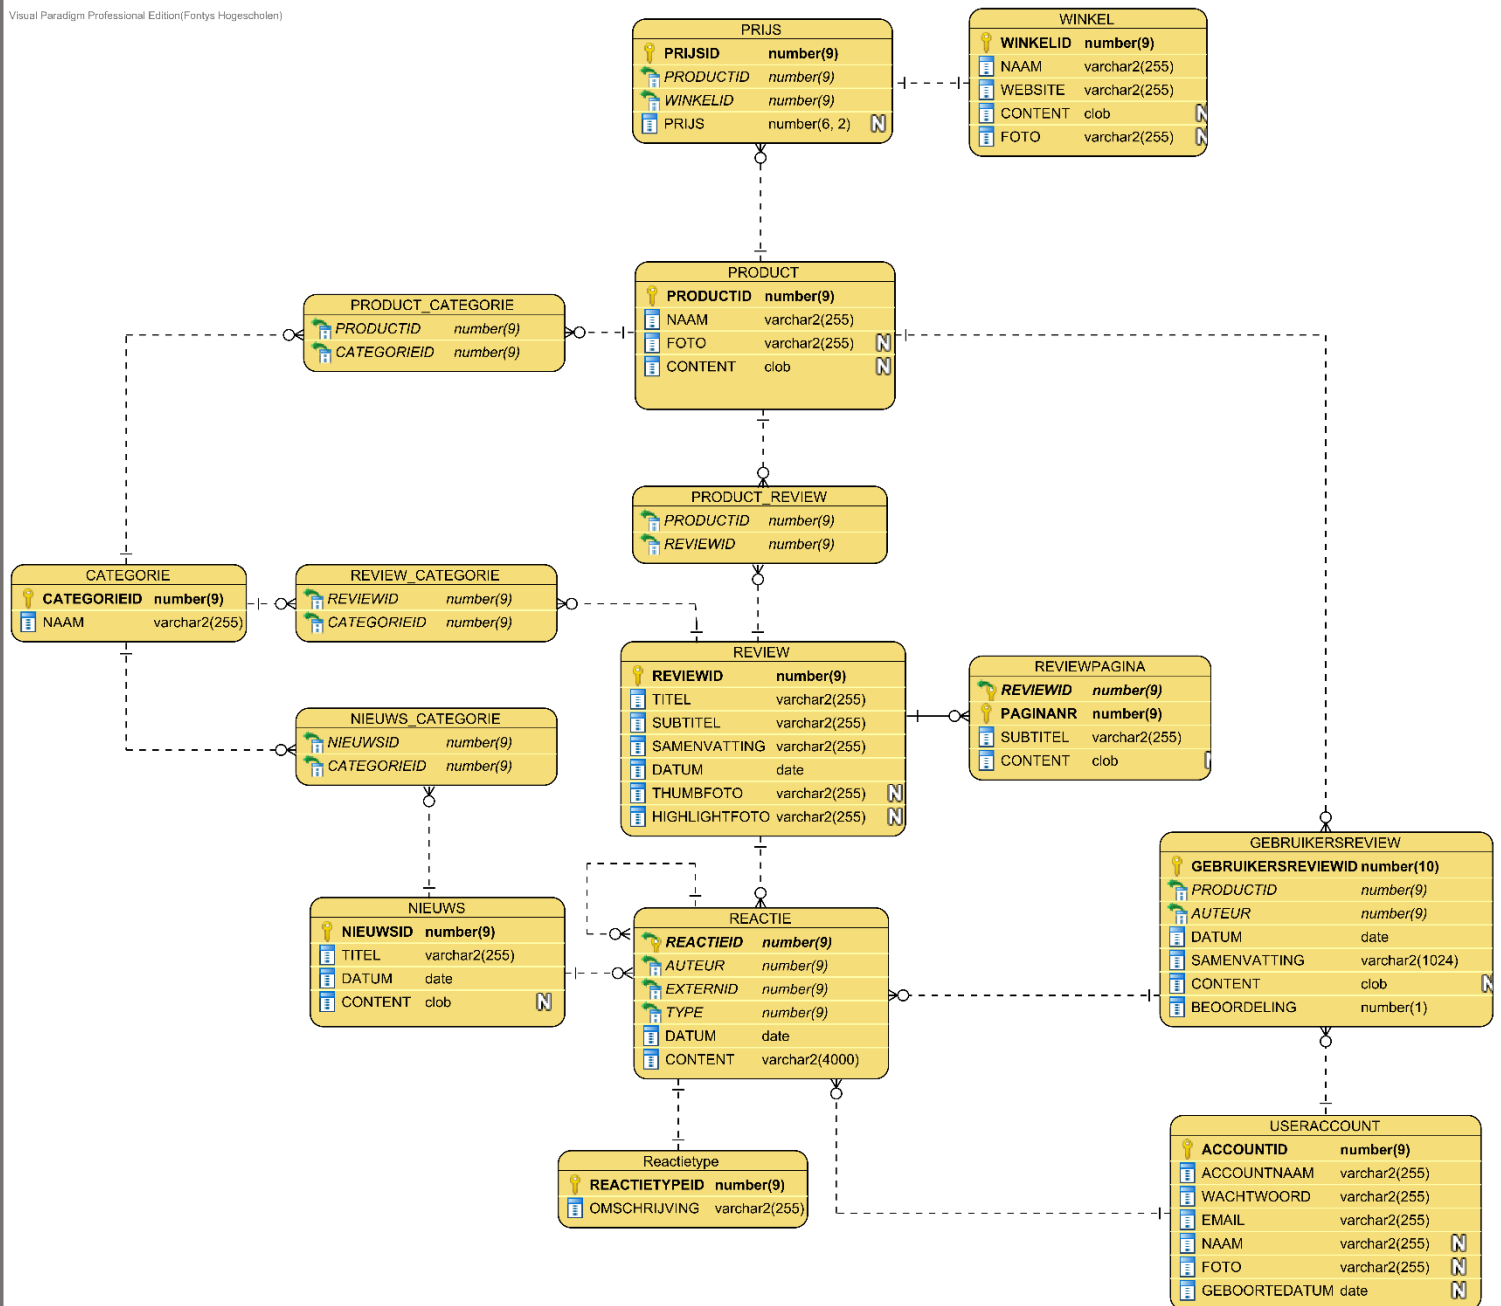 Visual Paradigm Professional Edition(Fontys Hogescholen)
PRIJS
PRIJSID number(9)
PRODUCTID number(9)
WINKELID number(9)
PRIJS number(6, 2) N
WINKEL
WINKELID number(9)
NAAM varchar2(255)
WEBSITE varchar2(255)
CONTENT clob N
FOTO varchar2(255) N
PRODUCT
PRODUCTID number(9)
NAAM varchar2(255)
FOTO varchar2(255) N
CONTENT clob N
PRODUCT_CATEGORIE
PRODUCTID number(9)
CATEGORIEID number(9)
PRODUCT_REVIEW
PRODUCTID number(9)
REVIEWID number(9)
CATEGORIE
CATEGORIEID number(9)
NAAM varchar2(255)
REVIEW_CATEGORIE
REVIEWID number(9)
CATEGORIEID number(9)
REVIEW
REVIEWID number(9)
TITEL varchar2(255)
SUBTITEL varchar2(255)
SAMENVATTING varchar2(255)
DATUM date
THUMBFOTO varchar2(255) N
HIGHLIGHTFOTO varchar2(255) N
REVIEWPAGINA
REVIEWID number(9)
PAGINANR number(9)
SUBTITEL varchar2(255)
CONTENT clob
NIEUWS_CATEGORIE
NIEUWSID number(9)
CATEGORIEID number(9)
GEBRUIKERSREVIEW
GEBRUIKERSREVIEWID number(10)
PRODUCTID number(9)
AUTEUR number(9)
DATUM date
SAMENVATTING varchar2(1024)
CONTENT clob N
BEOORDELING number(1)
NIEUWS
NIEUWSID number(9)
TITEL varchar2(255)
DATUM date
CONTENT clob N
REACTIE
REACTIEID number(9)
AUTEUR number(9)
EXTERNID number(9)
TYPE number(9)
DATUM date
CONTENT varchar2(4000)
Reactietype
REACTIETYPEID number(9)
OMSCHRIJVING varchar2(255)
USERACCOUNT
ACCOUNTID number(9)
ACCOUNTNAAM varchar2(255)
WACHTWOORD varchar2(255)
EMAIL varchar2(255)
NAAM varchar2(255) N
FOTO varchar2(255) N
GEBOORTEDATUM date N